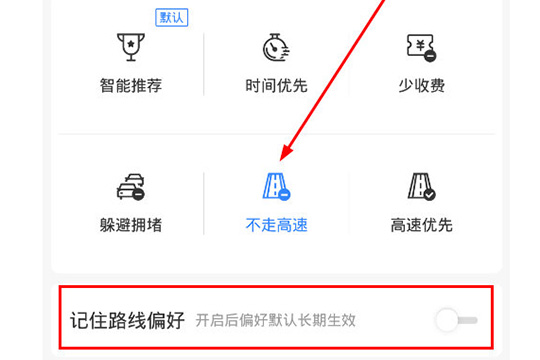 默认
智能推荐 时间优先 少收费
躲避拥堵 不走高速 高速优先
记住路线偏好 开启后偏好默认长期生效